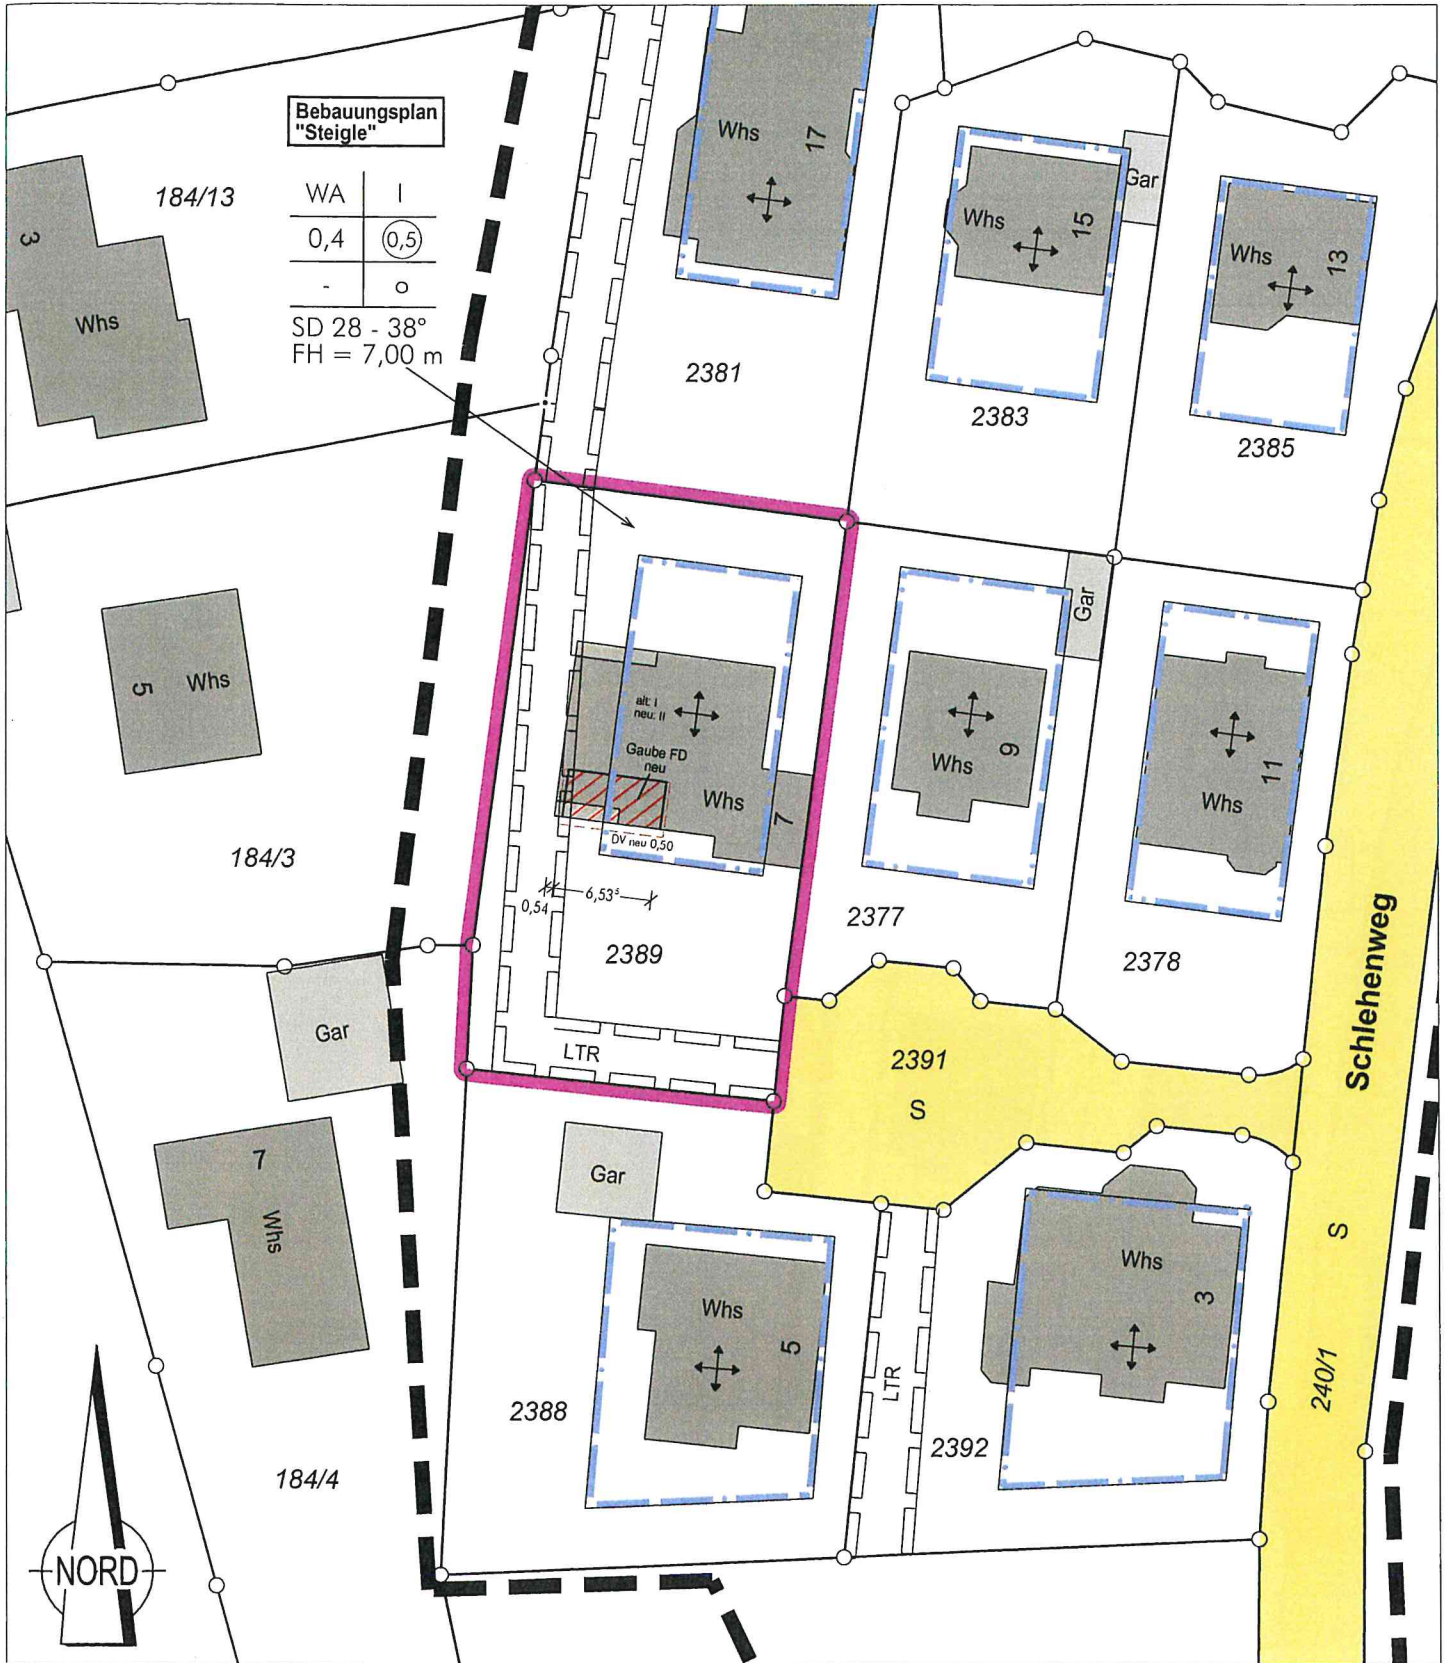 Bebauungsplan
"Steigle"
WA I
0,4 0,5
- o
SD 28 - 38°
FH = 7,00 m
184/13
3
Whs
Whs
17
Whs
15
Gar
Whs
13
2381
2383
2385
5
Whs
184/3
alt: I
neu: II
Gaube FD
neu
Whs
7
DV neu 0,50
0,54
6,53⁵
2389
LTR
Gar
Whs
9
2377
Whs
11
2378
Schlehenweg
2391
S
Gar
7
Whs
184/4
Gar
Whs
5
2388
LTR
Whs
3
2392
S
240/1
NORD